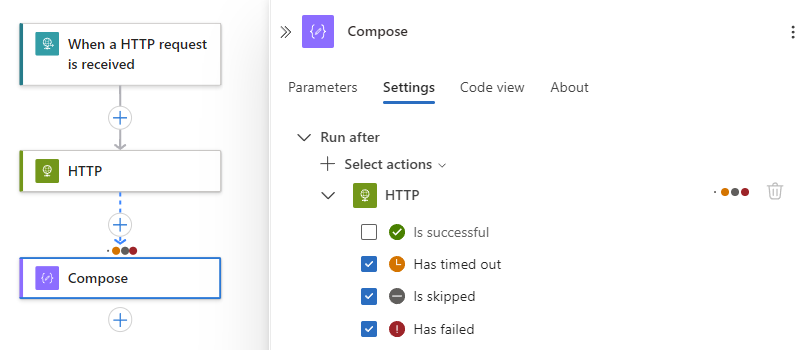 When a HTTP request
is received
HTTP
Compose
Compose
Parameters Settings Code view About
Run after
Select actions
HTTP
Is successful
Has timed out
Is skipped
Has failed